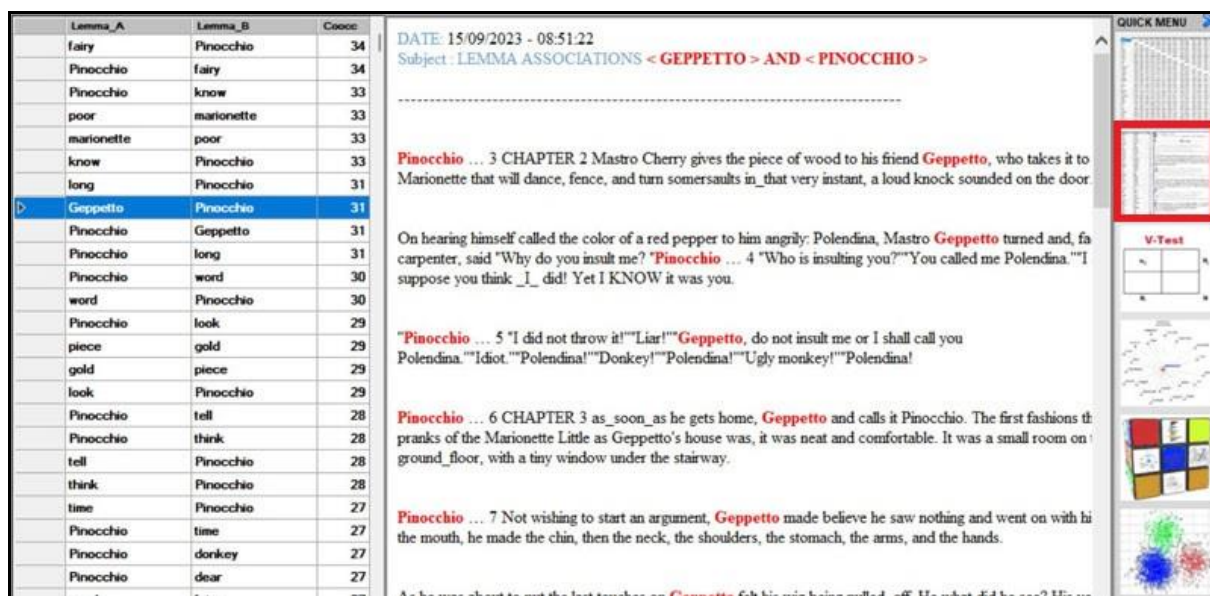 Lemma_A Lemma_B Coocc
fairy Pinocchio 34
Pinocchio fairy 34
Pinocchio know 33
poor marionette 33
marionette poor 33
know Pinocchio 33
long Pinocchio 31
Geppetto Pinocchio 31
Pinocchio Geppetto 31
Pinocchio long 31
Pinocchio word 30
word Pinocchio 30
Pinocchio look 29
piece gold 29
gold piece 29
look Pinocchio 29
Pinocchio tell 28
Pinocchio think 28
tell Pinocchio 28
think Pinocchio 28
time Pinocchio 27
Pinocchio time 27
Pinocchio donkey 27
Pinocchio dear 27
DATE: 15/09/2023 - 08:51:22
Subject : LEMMA ASSOCIATIONS < GEPPETTO > AND < PINOCCHIO >
--------------------------------------------------------------------------------
Pinocchio ... 3 CHAPTER 2 Mastro Cherry gives the piece of wood to his friend Geppetto, who takes it to
Marionette that will dance, fence, and turn somersaults in_that very instant, a loud knock sounded on the door.
On hearing himself called the color of a red pepper to him angrily: Polendina, Mastro Geppetto turned and, fa
carpenter, said "Why do you insult me? "Pinocchio ... 4 "Who is insulting you?""You called me Polendina.""I
suppose you think _I_ did! Yet I KNOW it was you.
"Pinocchio ... 5 "I did not throw it!""Liar!""Geppetto, do not insult me or I shall call you
Polendina.""Idiot.""Polendina!""Donkey!""Polendina!""Ugly monkey!""Polendina!
Pinocchio ... 6 CHAPTER 3 as_soon_as he gets home, Geppetto and calls it Pinocchio. The first fashions th
pranks of the Marionette Little as Geppetto's house was, it was neat and comfortable. It was a small room on
ground_floor, with a tiny window under the stairway.
Pinocchio ... 7 Not wishing to start an argument, Geppetto made believe he saw nothing and went on with hi
the mouth, he made the chin, then the neck, the shoulders, the stomach, the arms, and the hands.
QUICK MENU
V-Test